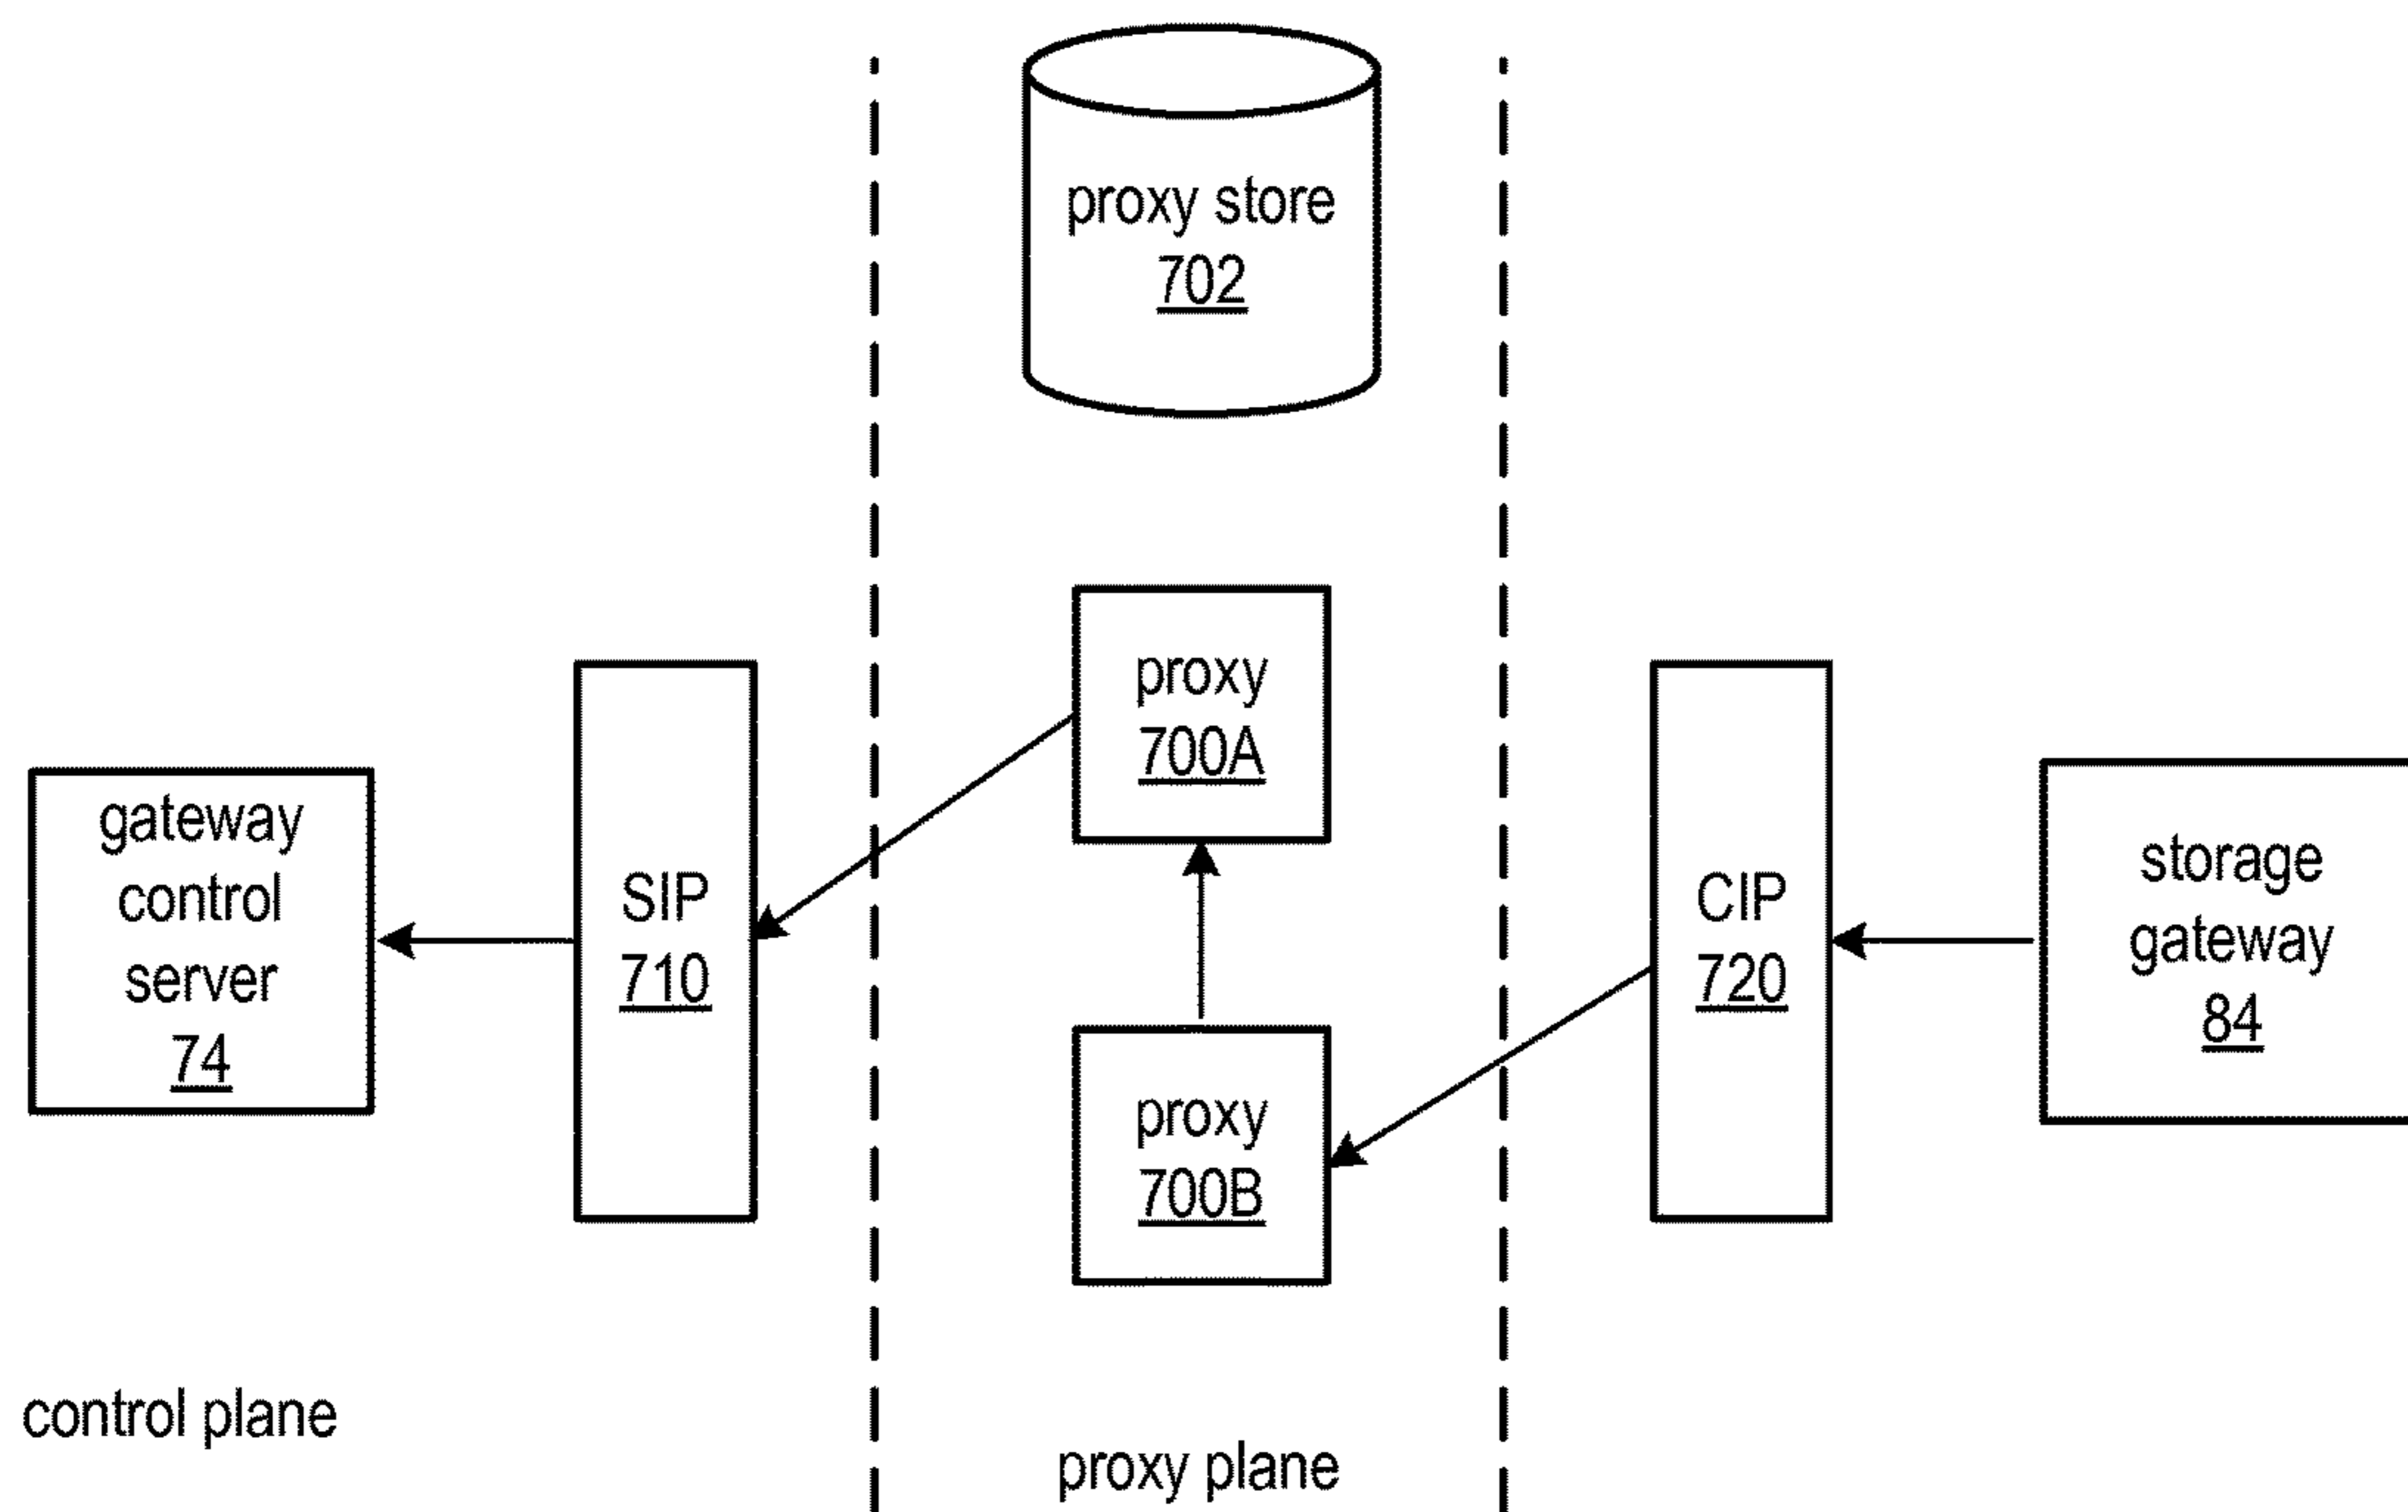 proxy store
702
proxy
700A
gateway
control
server
74
SIP
710
CIP
720
storage
gateway
84
proxy
700B
control plane
proxy plane